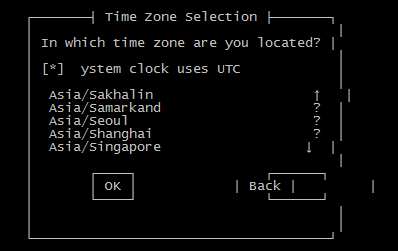 Time Zone Selection
In which time zone are you located?
[*] ystem clock uses UTC
Asia/Sakhalin ↑
Asia/Samarkand ?
Asia/Seoul ?
Asia/Shanghai ?
Asia/Singapore ↓
OK Back